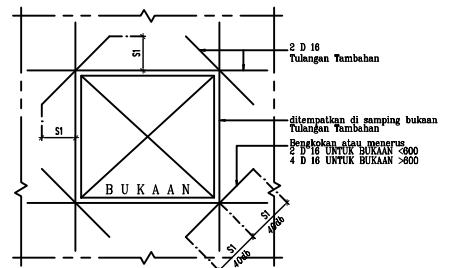 S1
2 D 16
Tulangan Tambahan
S1
ditempatkan di samping bukaan
Tulangan Tambahan
Bengkokan atau menerus
2 D 16 UNTUK BUKAAN <600
4 D 16 UNTUK BUKAAN >600
BUKAAN
S1
40db
S1
40db